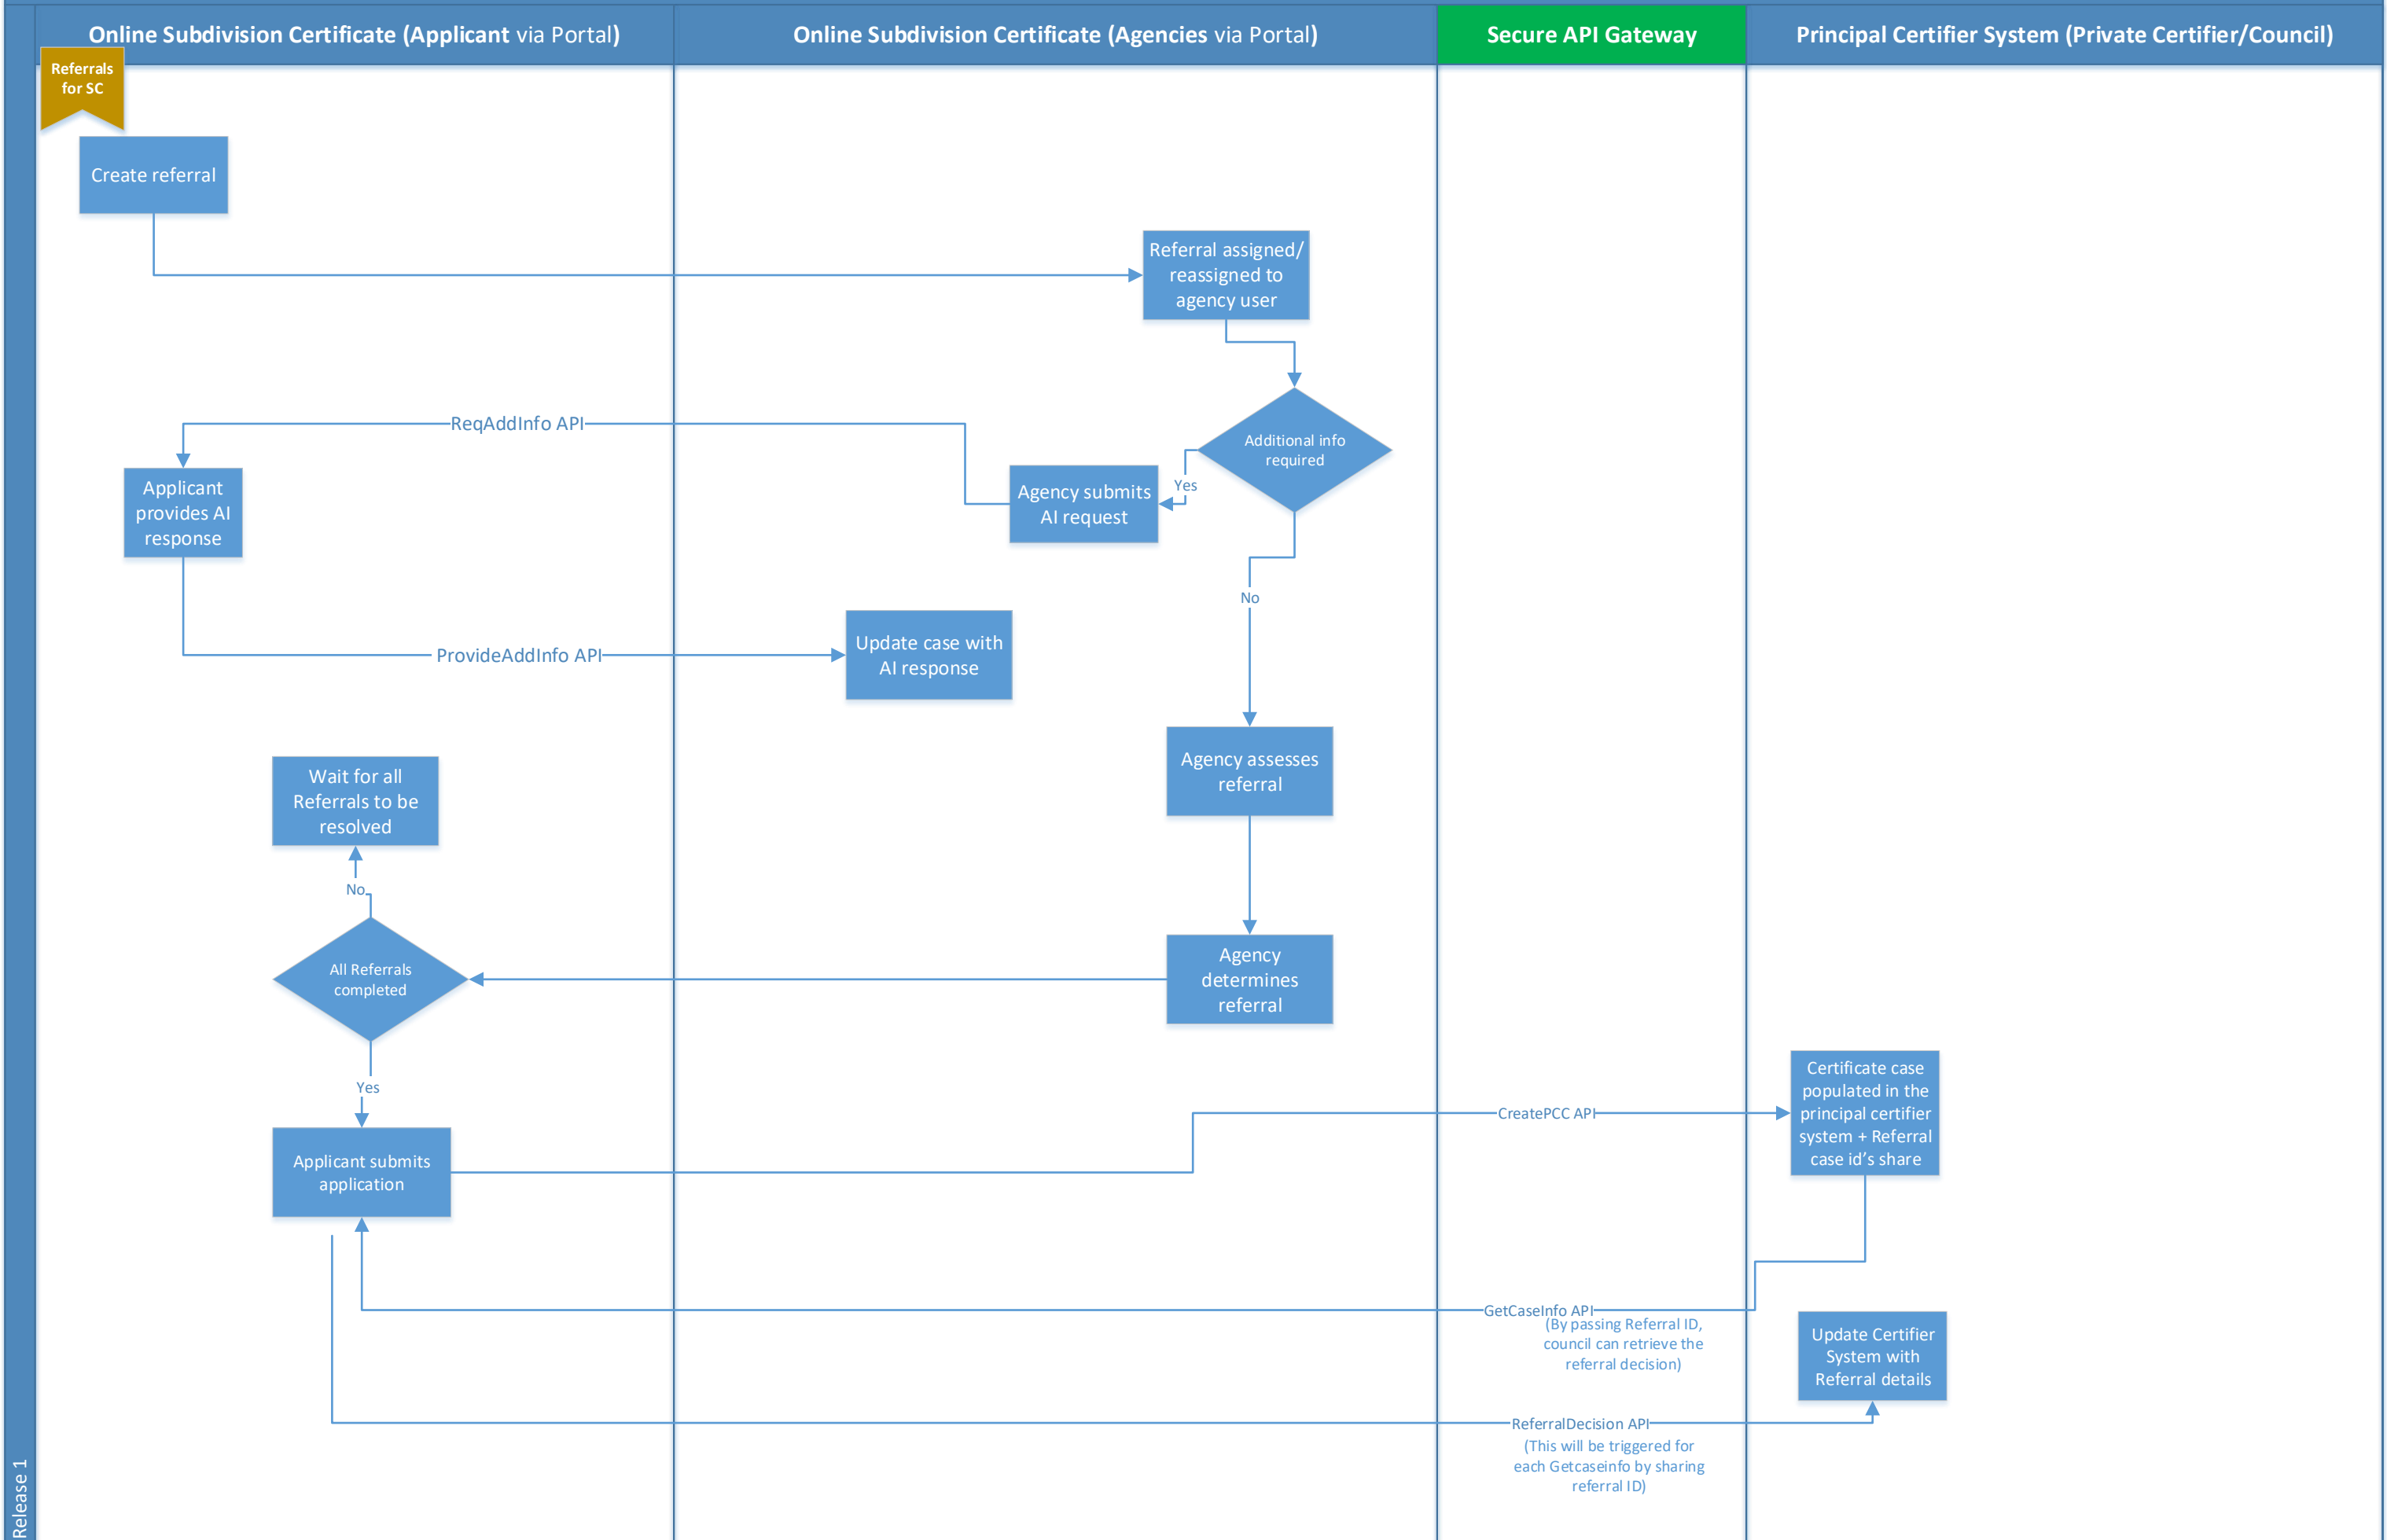 Online Subdivision Certificate (Applicant via Portal)
Online Subdivision Certificate (Agencies via Portal)
Secure API Gateway
Principal Certifier System (Private Certifier/Council)
Referrals
for SC
Create referral
Referral assigned/
reassigned to
agency user
Additional info
required
ReqAddInfo API
Yes
Agency submits
AI request
Applicant
provides AI
response
No
ProvideAddInfo API
Update case with
AI response
Agency assesses
referral
Wait for all
Referrals to be
resolved
No
All Referrals
completed
Agency
determines
referral
Yes
Applicant submits
application
CreatePCC API
Certificate case
populated in the
principal certifier
system + Referral
case id’s share
GetCaseInfo API
(By passing Referral ID,
council can retrieve the
referral decision)
Update Certifier
System with
Referral details
ReferralDecision API
(This will be triggered for
each Getcaseinfo by sharing
referral ID)
Release 1